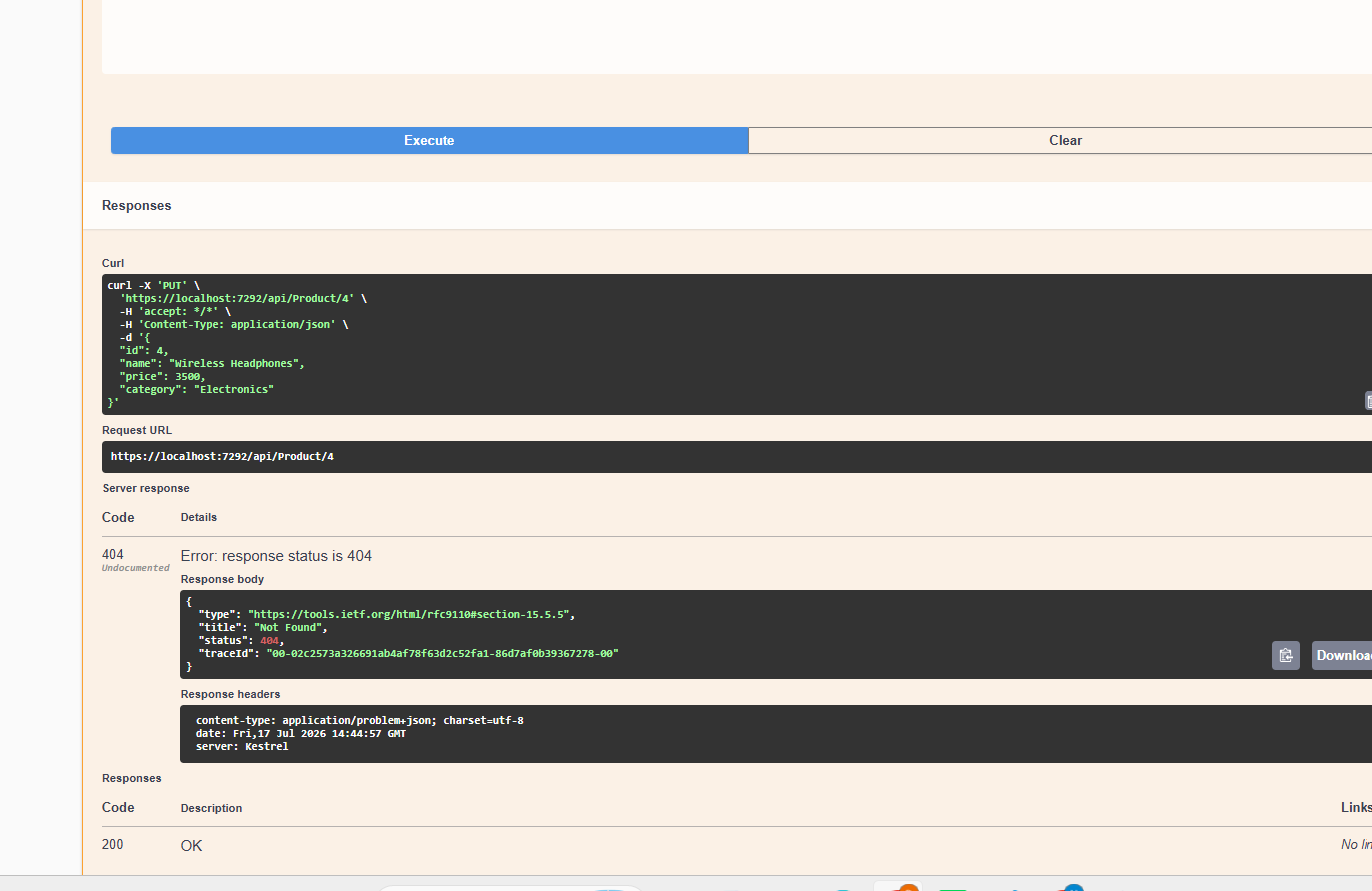 Execute
Clear
Responses
Curl
curl -X 'PUT' \
  'https://localhost:7292/api/Product/4' \
  -H 'accept: */*' \
  -H 'Content-Type: application/json' \
  -d '{
  "id": 4,
  "name": "Wireless Headphones",
  "price": 3500,
  "category": "Electronics"
}'
Request URL
https://localhost:7292/api/Product/4
Server response
Code Details
404 Error: response status is 404
Undocumented
Response body
{
  "type": "https://tools.ietf.org/html/rfc9110#section-15.5.5",
  "title": "Not Found",
  "status": 404,
  "traceId": "00-02c2573a326691ab4af78f63d2c52fa1-86d7af0b39367278-00"
}
Downloa
Response headers
content-type: application/problem+json; charset=utf-8
date: Fri,17 Jul 2026 14:44:57 GMT
server: Kestrel
Responses
Code Description Links
200 OK No lin